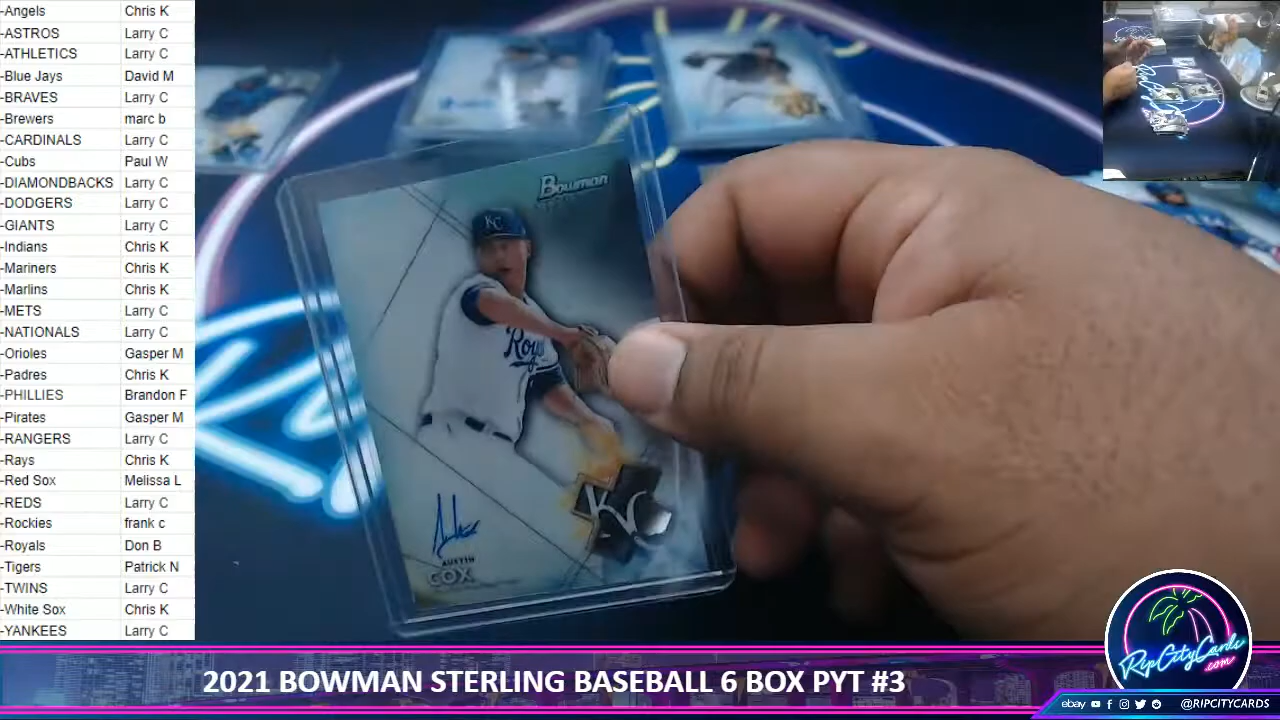 -Angels Chris K
-ASTROS Larry C
-ATHLETICS Larry C
-Blue Jays David M
-BRAVES Larry C
-Brewers marc b
-CARDINALS Larry C
-Cubs Paul W
-DIAMONDBACKS Larry C
-DODGERS Larry C
-GIANTS Larry C
-Indians Chris K
-Mariners Chris K
-Marlins Chris K
-METS Larry C
-NATIONALS Larry C
-Orioles Gasper M
-Padres Chris K
-PHILLIES Brandon F
-Pirates Gasper M
-RANGERS Larry C
-Rays Chris K
-Red Sox Melissa L
-REDS Larry C
-Rockies frank c
-Royals Don B
-Tigers Patrick N
-TWINS Larry C
-White Sox Chris K
-YANKEES Larry C
Bowman
KC
Roya
KC
AUSTIN
COX
RipCityCards
.com
2021 BOWMAN STERLING BASEBALL 6 BOX PYT #3
ebay @RIPCITYCARDS